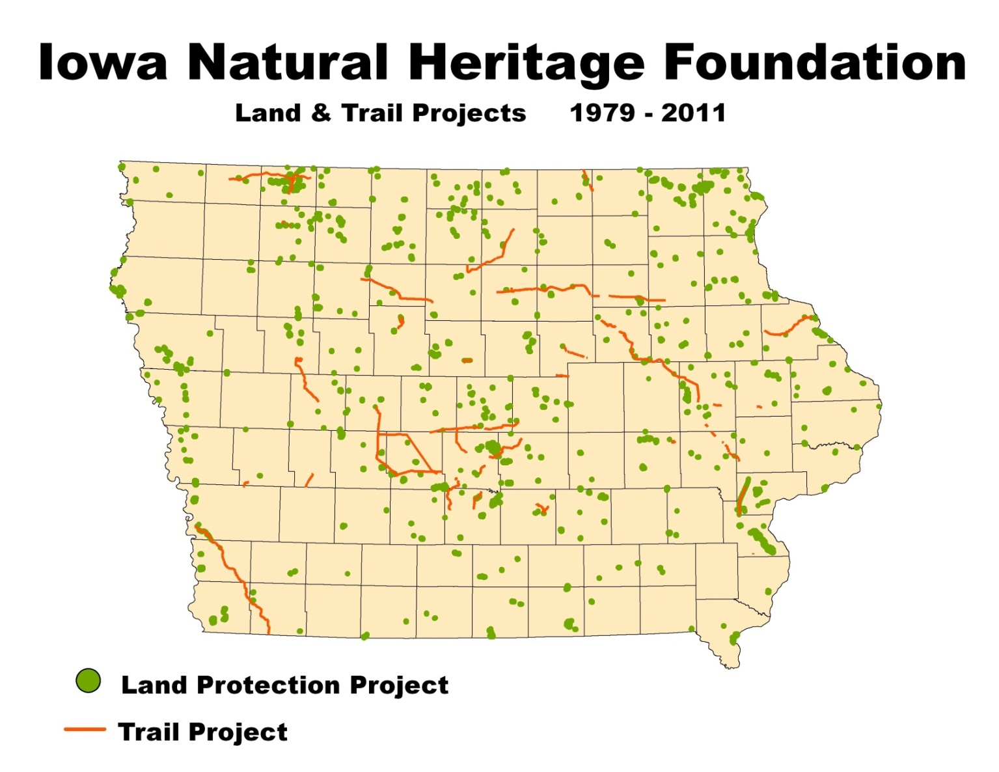 Iowa Natural Heritage Foundation
Land & Trail Projects 1979 - 2011
Land Protection Project
Trail Project